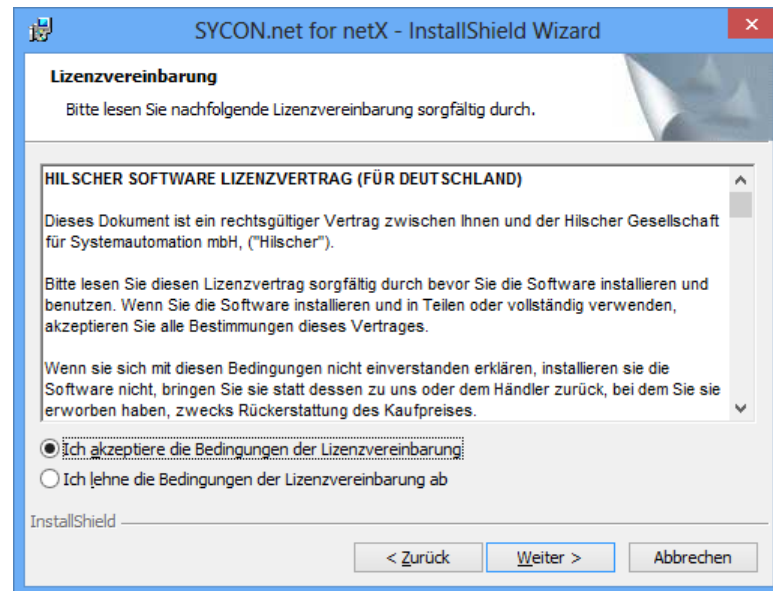 SYCON.net for netX - InstallShield Wizard
Lizenzvereinbarung
Bitte lesen Sie nachfolgende Lizenzvereinbarung sorgfältig durch.
HILSCHER SOFTWARE LIZENZVERTRAG (FÜR DEUTSCHLAND)
Dieses Dokument ist ein rechtsgültiger Vertrag zwischen Ihnen und der Hilscher Gesellschaft
für Systemautomation mbH, ("Hilscher").
Bitte lesen Sie diesen Lizenzvertrag sorgfältig durch bevor Sie die Software installieren und
benutzen. Wenn Sie die Software installieren und in Teilen oder vollständig verwenden,
akzeptieren Sie alle Bestimmungen dieses Vertrages.
Wenn sie sich mit diesen Bedingungen nicht einverstanden erklären, installieren sie die
Software nicht, bringen Sie sie statt dessen zu uns oder dem Händler zurück, bei dem Sie sie
erworben haben, zwecks Rückerstattung des Kaufpreises.
Ich akzeptiere die Bedingungen der Lizenzvereinbarung
Ich lehne die Bedingungen der Lizenzvereinbarung ab
InstallShield
< Zurück Weiter > Abbrechen